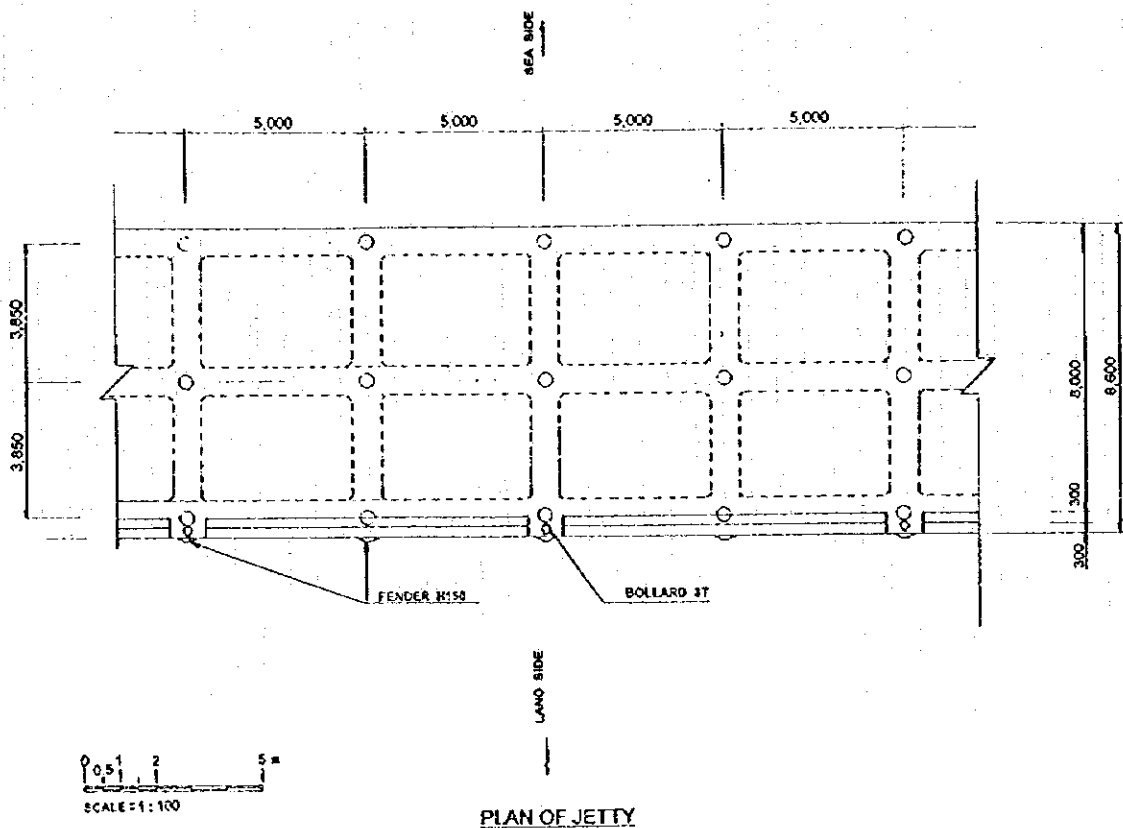 SEA SIDE
5,000
5,000
5,000
5,000
3,850
3,850
8,000
8,600
300
300
FENDER H150
BOLLARD 3T
LAND SIDE
0 0,5 1 2 5 m
SCALE = 1 : 100
PLAN OF JETTY